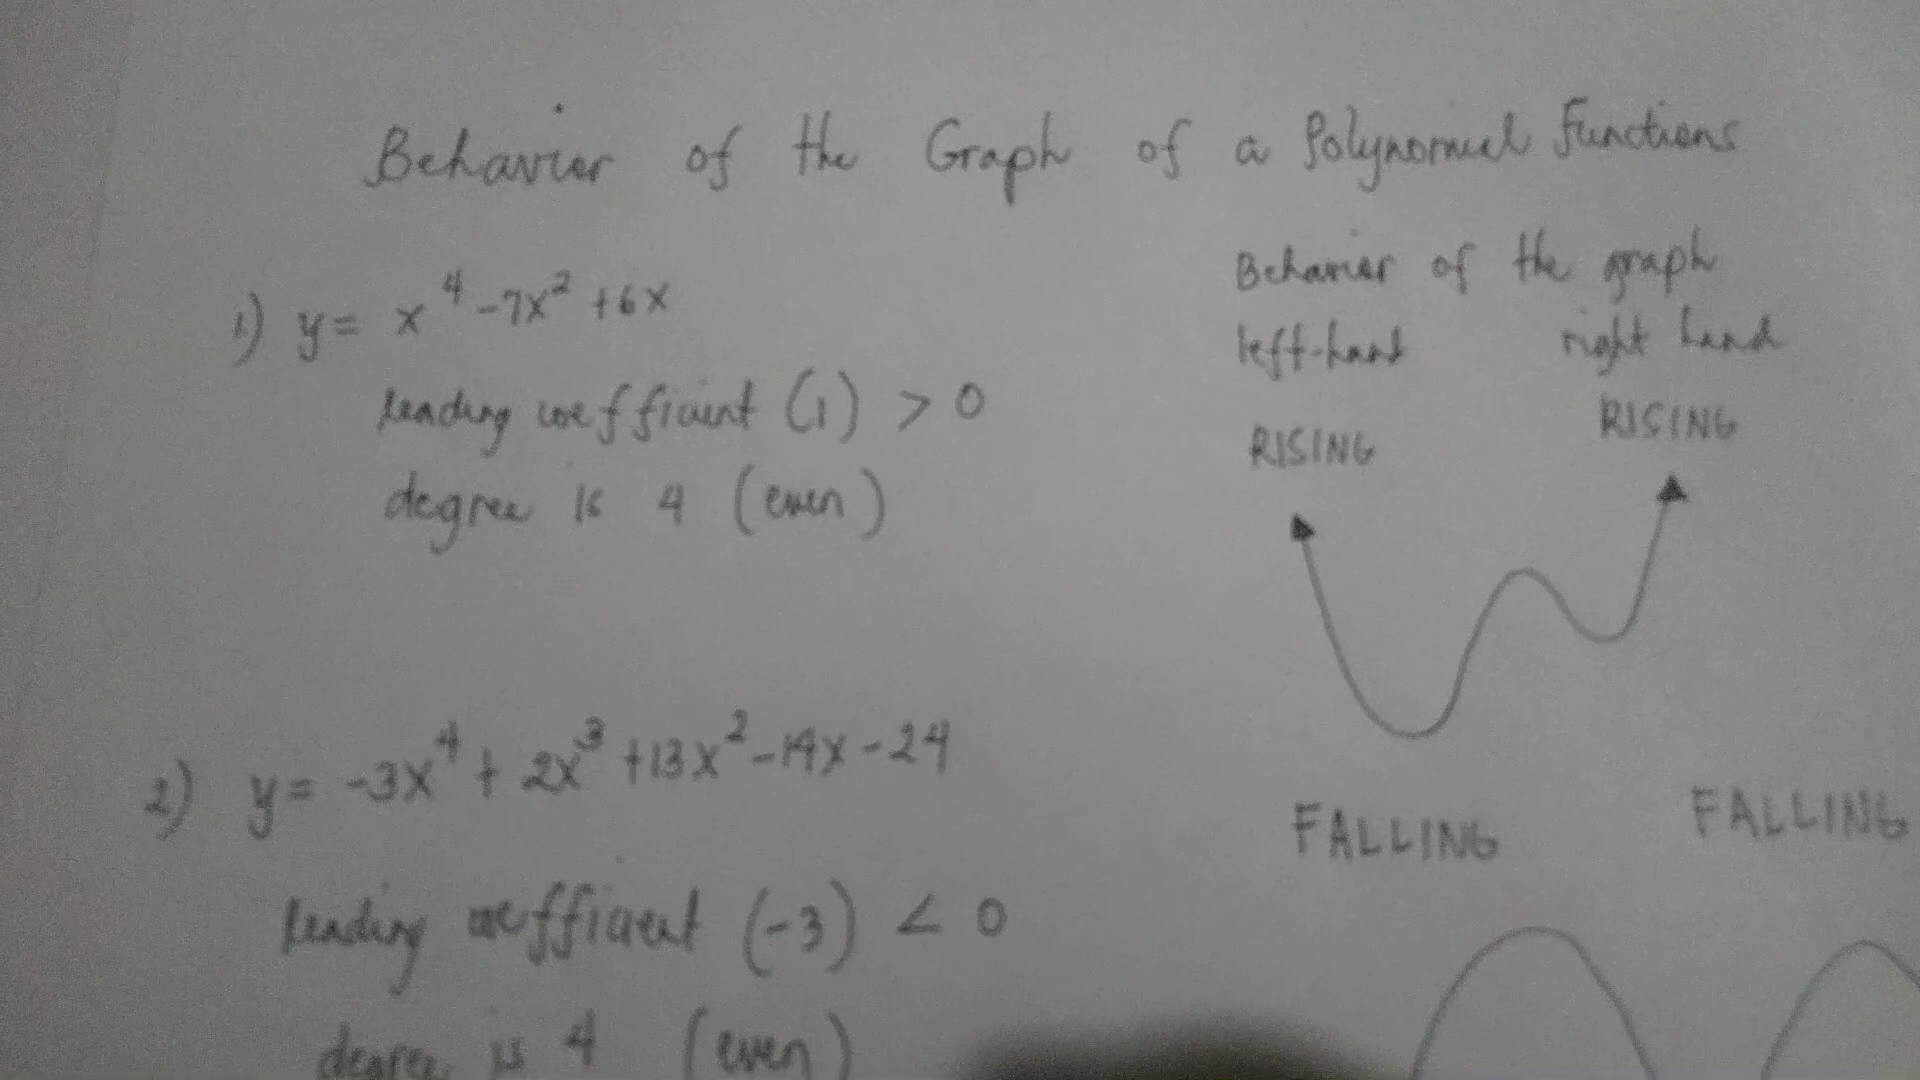 Behavior of the Graph of a Polynomial Functions
1) y = x⁴ - 7x² + 6x
leading coefficient (1) > 0
degree is 4 (even)
Behavior of the graph
left-hand right hand
RISING RISING
2) y = -3x⁴ + 2x³ + 13x² - 14x - 24
leading coefficient (-3) < 0
degree is 4 (even)
FALLING FALLING